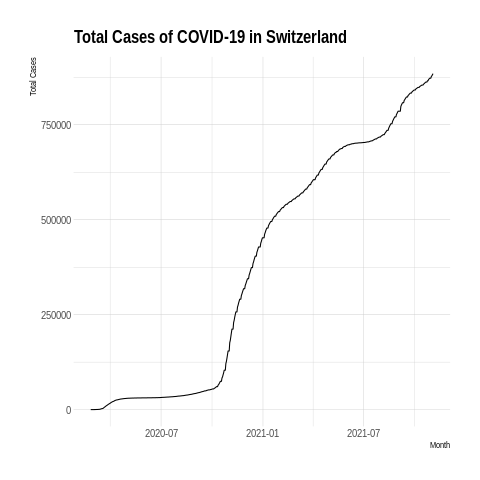 Total Cases of COVID-19 in Switzerland
Total Cases
750000
500000
250000
0
2020-07 2021-01 2021-07
Month